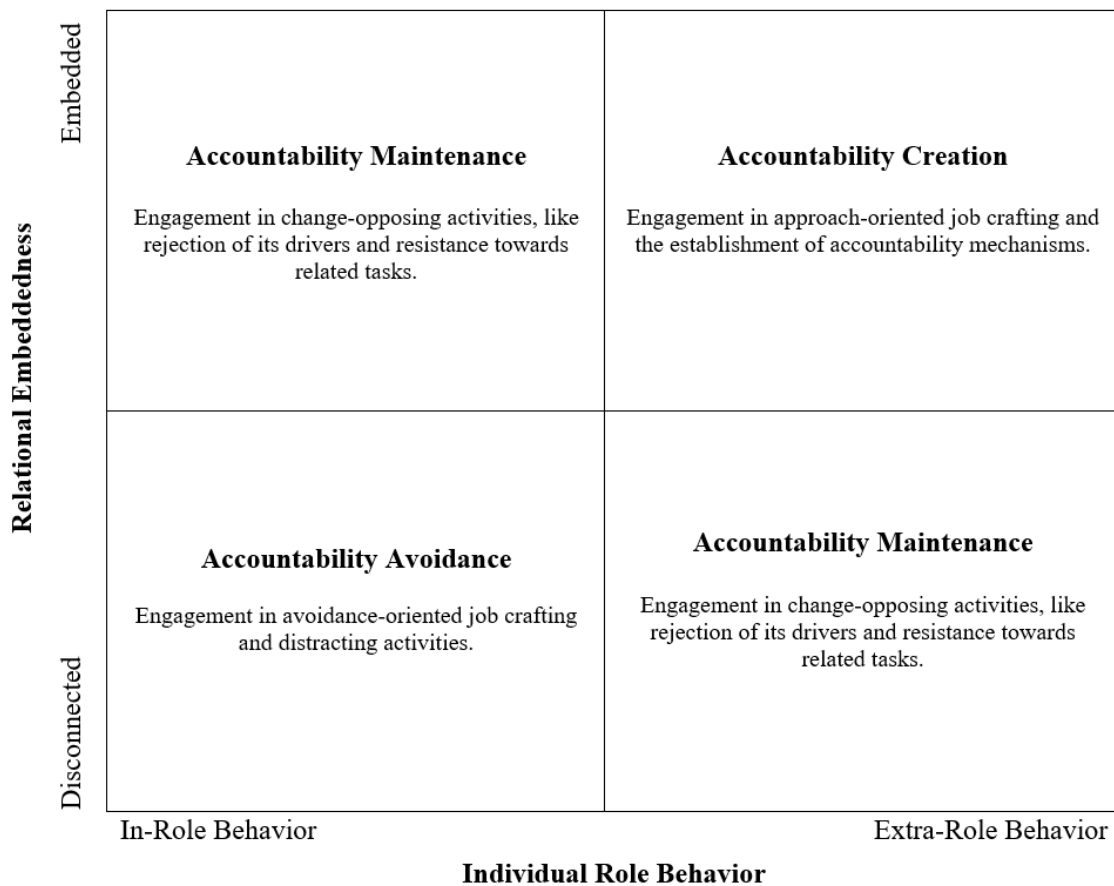 Relational Embeddedness
Embedded
Disconnected
Accountability Maintenance
Engagement in change-opposing activities, like
rejection of its drivers and resistance towards
related tasks.
Accountability Creation
Engagement in approach-oriented job crafting and
the establishment of accountability mechanisms.
Accountability Avoidance
Engagement in avoidance-oriented job crafting
and distracting activities.
Accountability Maintenance
Engagement in change-opposing activities, like
rejection of its drivers and resistance towards
related tasks.
In-Role Behavior
Extra-Role Behavior
Individual Role Behavior